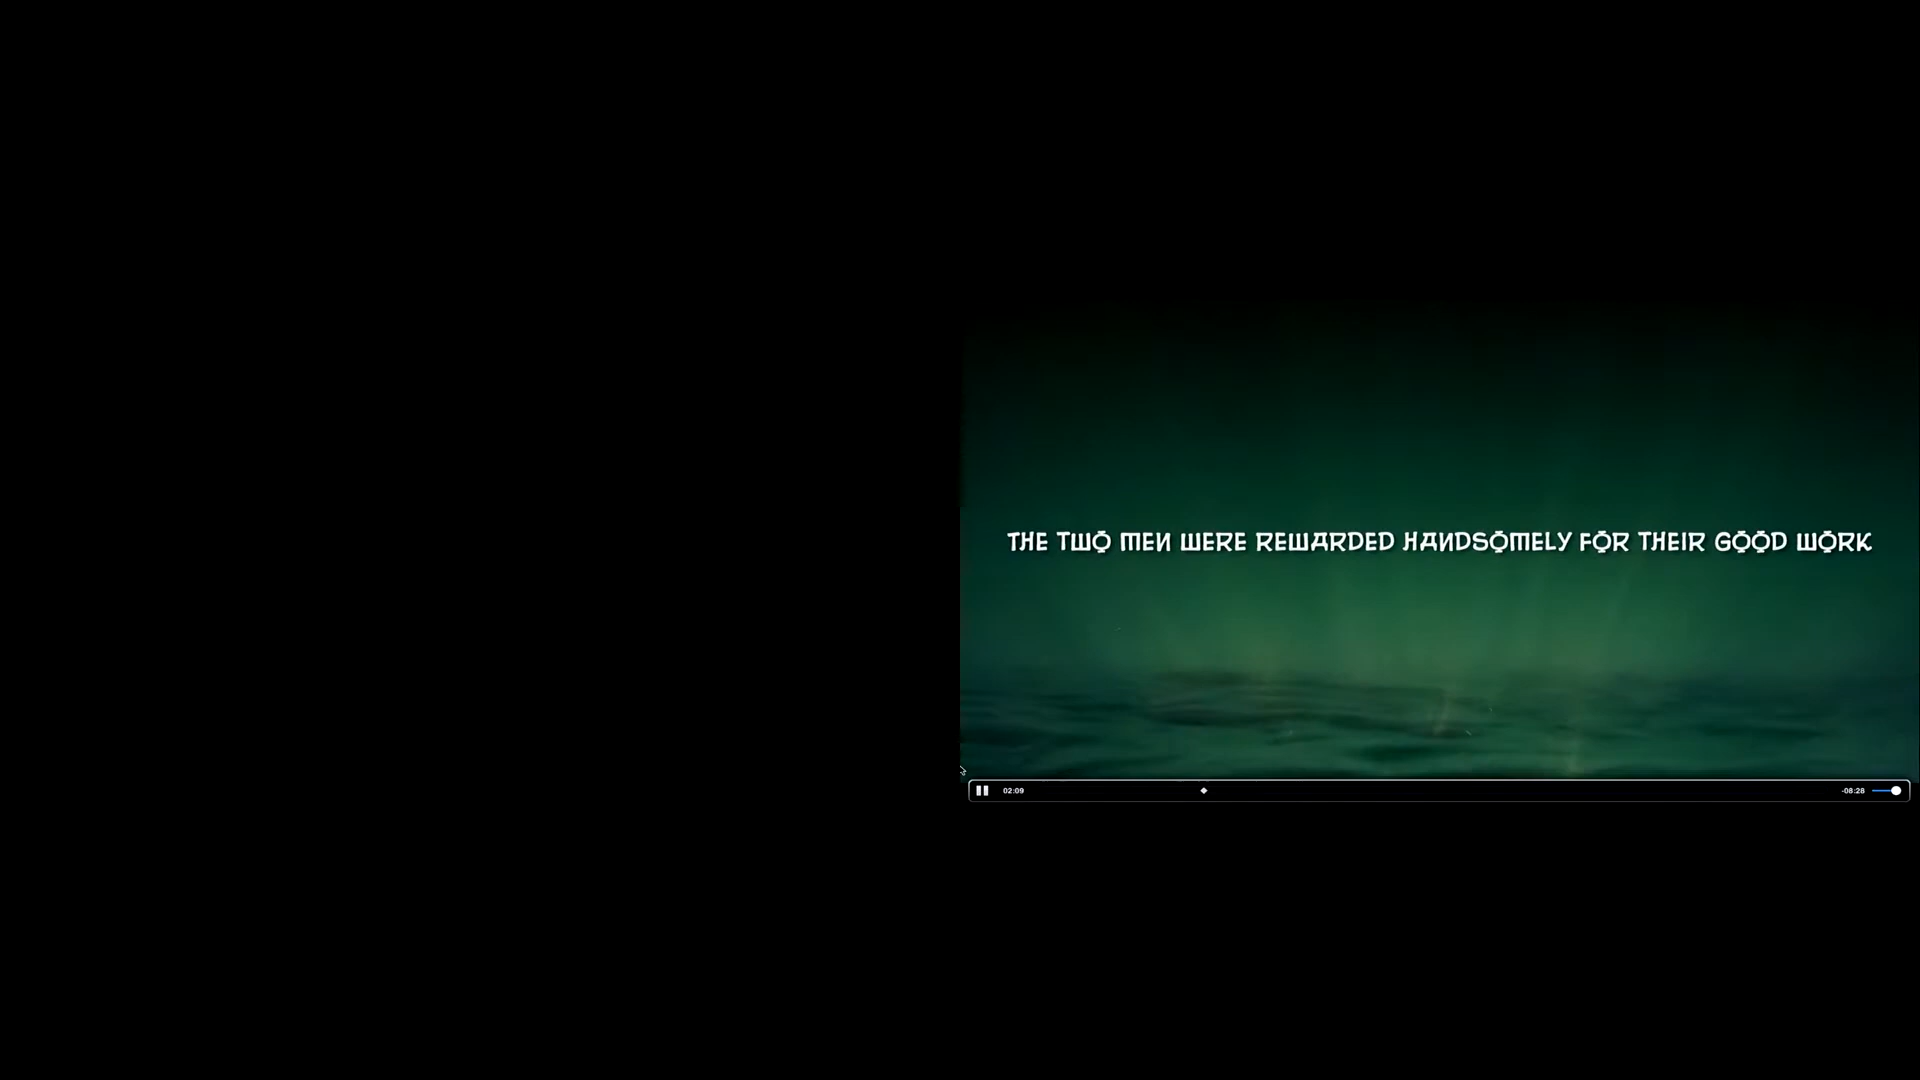 THE TWO MEN WERE REWARDED HANDSOMELY FOR THEIR GOOD WORK
02:09
-08:28